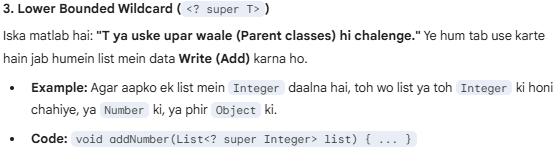 3. Lower Bounded Wildcard ( <? super T> )
Iska matlab hai: "T ya uske upar waale (Parent classes) hi chalenge." Ye hum tab use karte
hain jab humein list mein data Write (Add) karna ho.
• Example: Agar aapko ek list mein Integer daalna hai, toh wo list ya toh Integer ki honi
chahiye, ya Number ki, ya phir Object ki.
• Code: void addNumber(List<? super Integer> list) { ... }